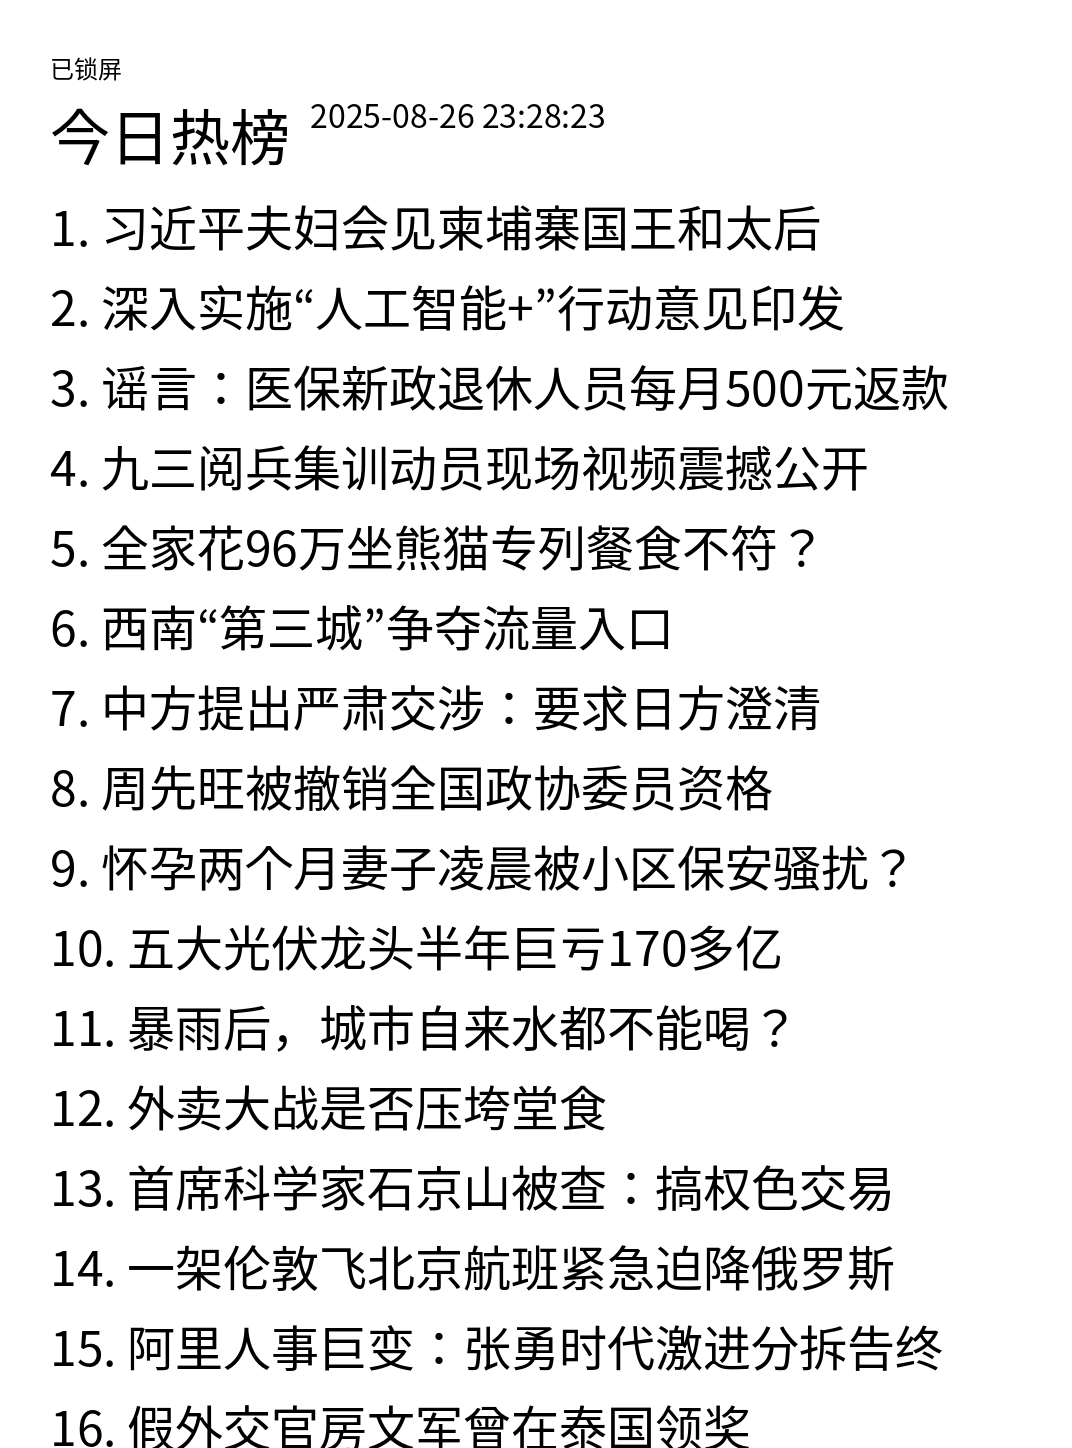 已锁屏
今日热榜 2025-08-26 23:28:23
1. 习近平夫妇会见柬埔寨国王和太后
2. 深入实施“人工智能+”行动意见印发
3. 谣言：医保新政退休人员每月500元返款
4. 九三阅兵集训动员现场视频震撼公开
5. 全家花96万坐熊猫专列餐食不符？
6. 西南“第三城”争夺流量入口
7. 中方提出严肃交涉：要求日方澄清
8. 周先旺被撤销全国政协委员资格
9. 怀孕两个月妻子凌晨被小区保安骚扰？
10. 五大光伏龙头半年巨亏170多亿
11. 暴雨后，城市自来水都不能喝？
12. 外卖大战是否压垮堂食
13. 首席科学家石京山被查：搞权色交易
14. 一架伦敦飞北京航班紧急迫降俄罗斯
15. 阿里人事巨变：张勇时代激进分拆告终
16. 假外交官房文军曾在泰国领奖